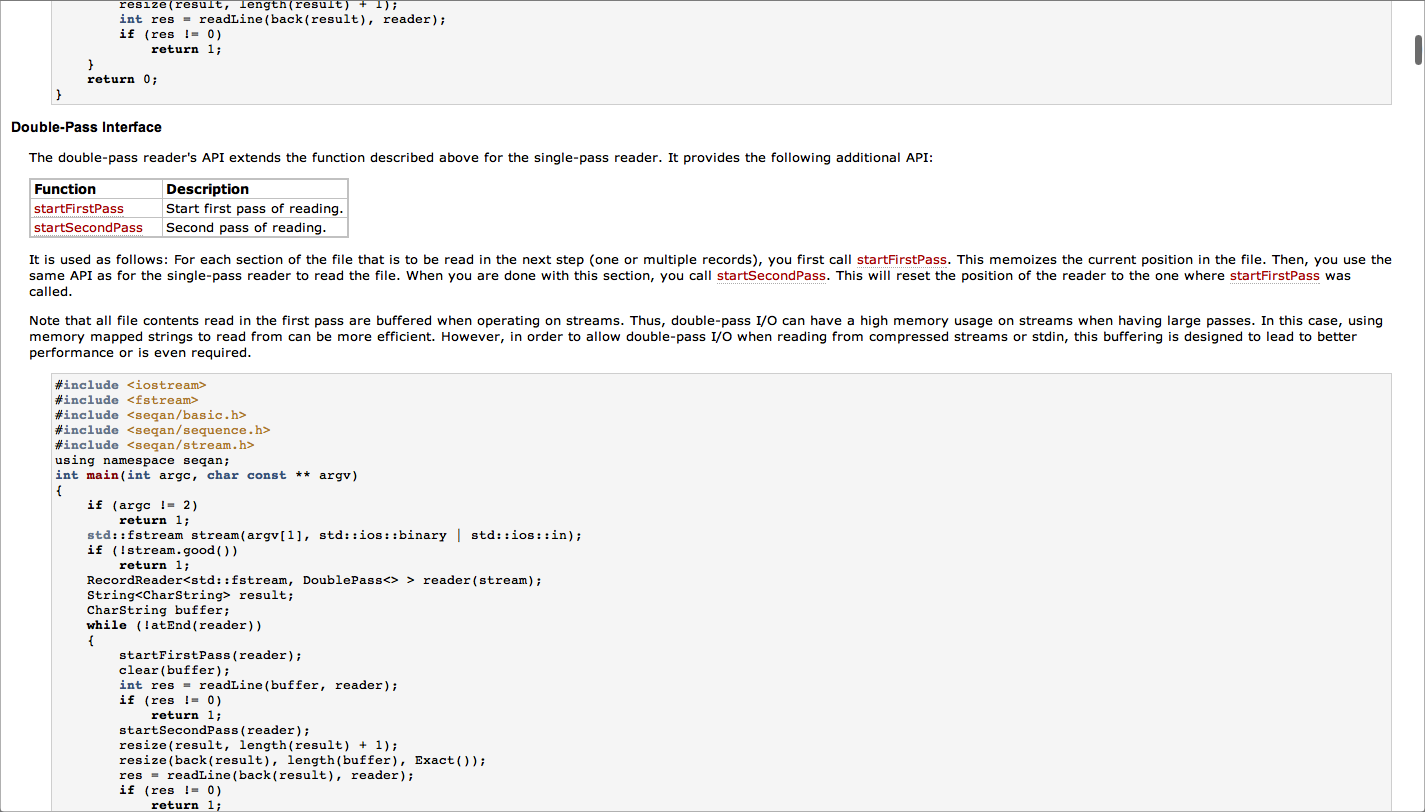 resize(result, length(result) + 1);
int res = readLine(back(result), reader);
if (res != 0)
return 1;
}
return 0;
}
Double-Pass Interface
The double-pass reader's API extends the function described above for the single-pass reader. It provides the following additional API:
Function Description
startFirstPass Start first pass of reading.
startSecondPass Second pass of reading.
It is used as follows: For each section of the file that is to be read in the next step (one or multiple records), you first call startFirstPass. This memoizes the current position in the file. Then, you use the
same API as for the single-pass reader to read the file. When you are done with this section, you call startSecondPass. This will reset the position of the reader to the one where startFirstPass was
called.
Note that all file contents read in the first pass are buffered when operating on streams. Thus, double-pass I/O can have a high memory usage on streams when having large passes. In this case, using
memory mapped strings to read from can be more efficient. However, in order to allow double-pass I/O when reading from compressed streams or stdin, this buffering is designed to lead to better
performance or is even required.
#include <iostream>
#include <fstream>
#include <seqan/basic.h>
#include <seqan/sequence.h>
#include <seqan/stream.h>
using namespace seqan;
int main(int argc, char const ** argv)
{
if (argc != 2)
return 1;
std::fstream stream(argv[1], std::ios::binary | std::ios::in);
if (!stream.good())
return 1;
RecordReader<std::fstream, DoublePass<> > reader(stream);
String<CharString> result;
CharString buffer;
while (!atEnd(reader))
{
startFirstPass(reader);
clear(buffer);
int res = readLine(buffer, reader);
if (res != 0)
return 1;
startSecondPass(reader);
resize(result, length(result) + 1);
resize(back(result), length(buffer), Exact());
res = readLine(back(result), reader);
if (res != 0)
return 1;